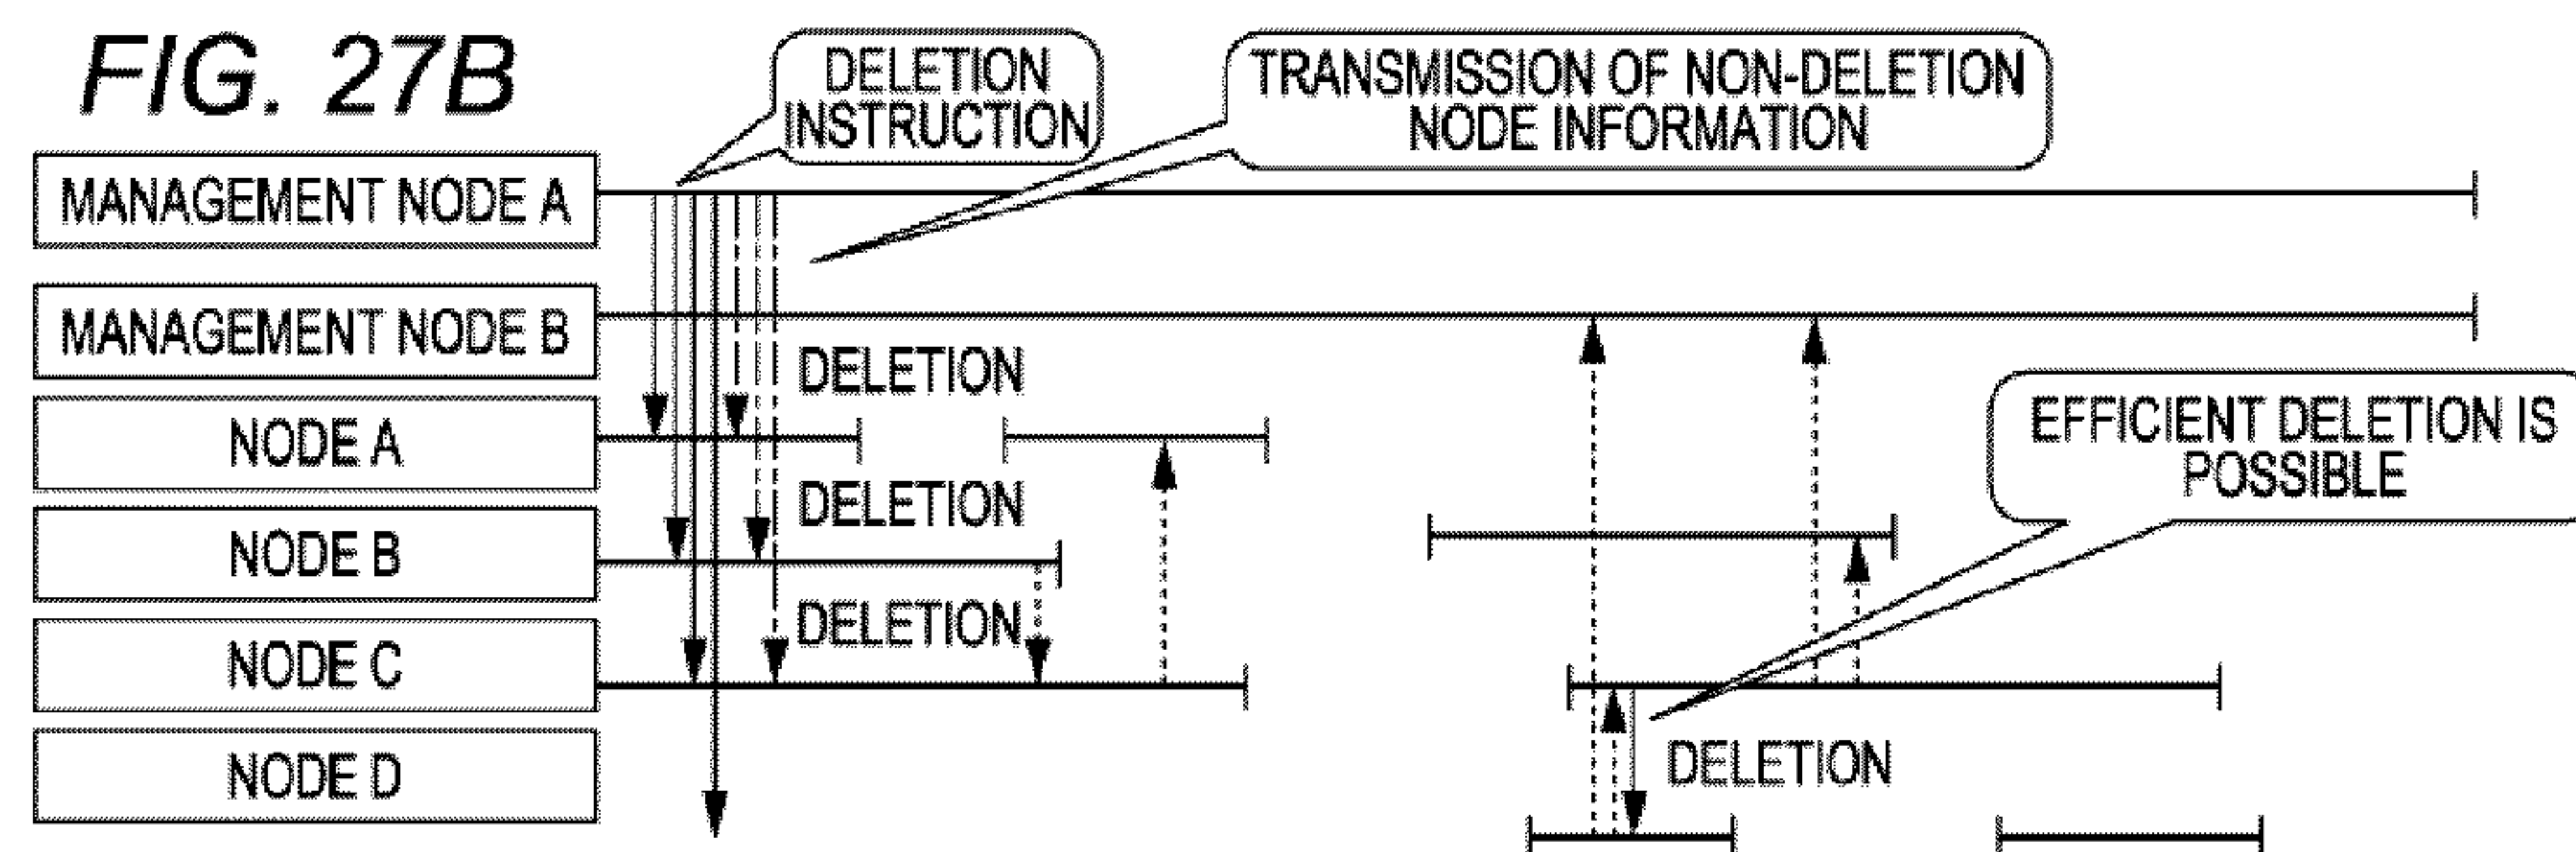 FIG. 27B
DELETION
INSTRUCTION
TRANSMISSION OF NON-DELETION
NODE INFORMATION
MANAGEMENT NODE A
MANAGEMENT NODE B
DELETION
NODE A
EFFICIENT DELETION IS
POSSIBLE
DELETION
NODE B
DELETION
NODE C
NODE D
DELETION